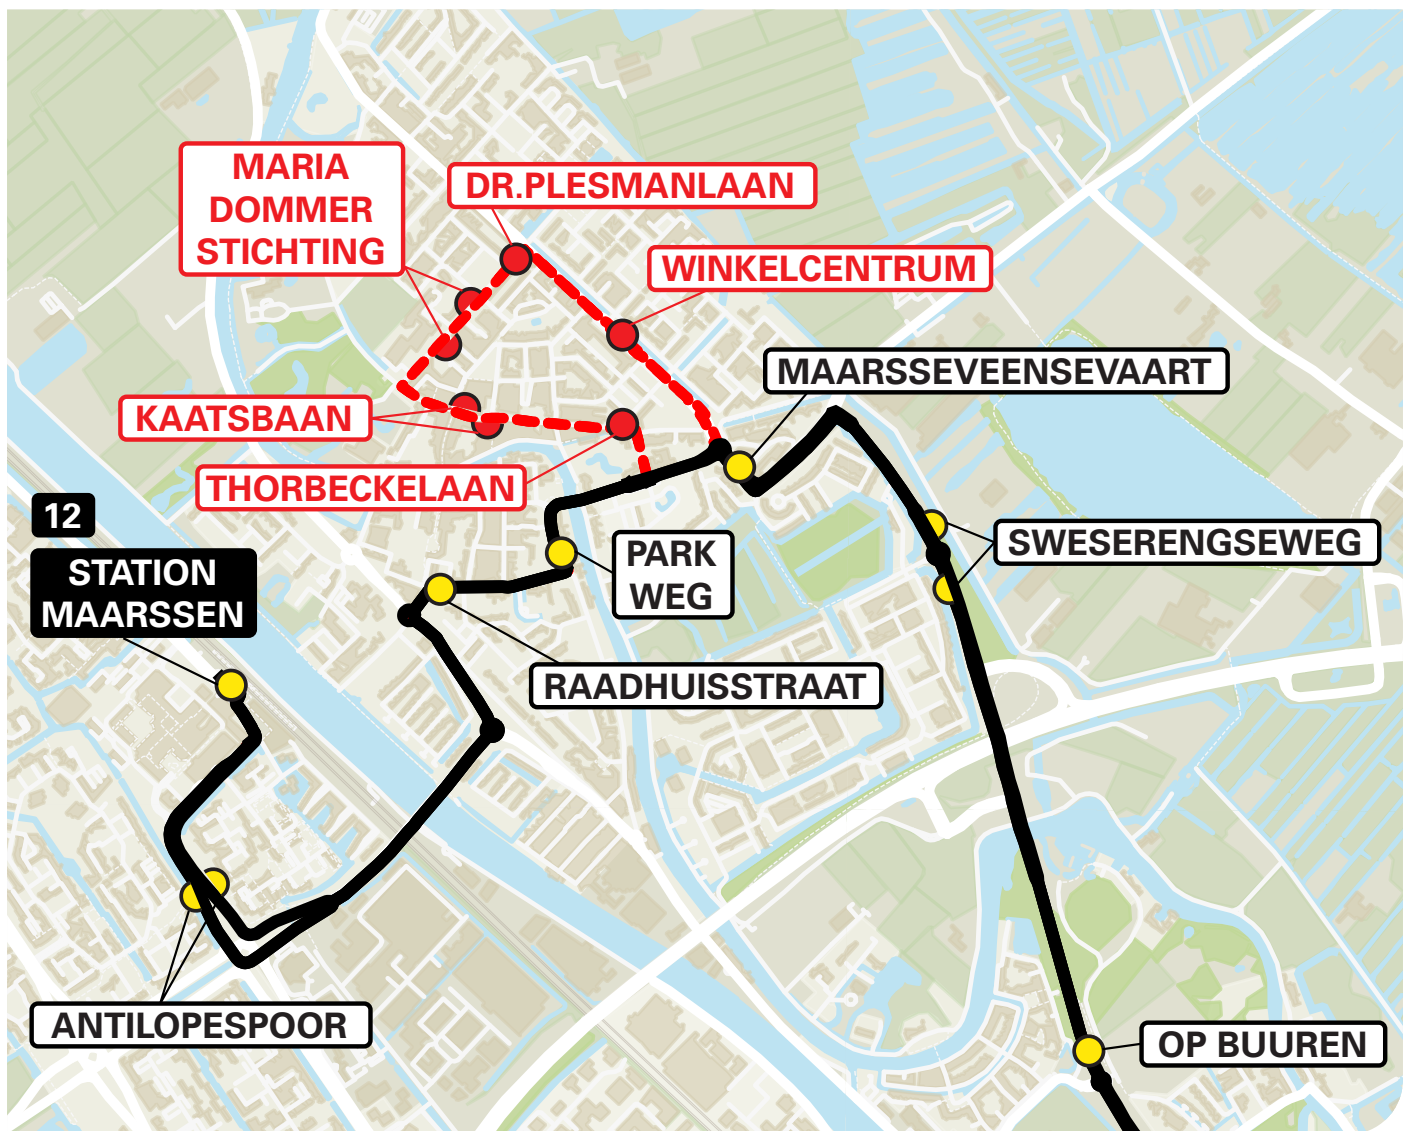 MARIA
DOMMER
STICHTING
DR.PLESMANLAAN
WINKELCENTRUM
MAARSSEVEENSEVAART
KAATSBAAN
THORBECKELAAN
12
STATION
MAARSSEN
PARK
WEG
SWESERENGSEWEG
RAADHUISSTRAAT
ANTILOPESPOOR
OP BUUREN